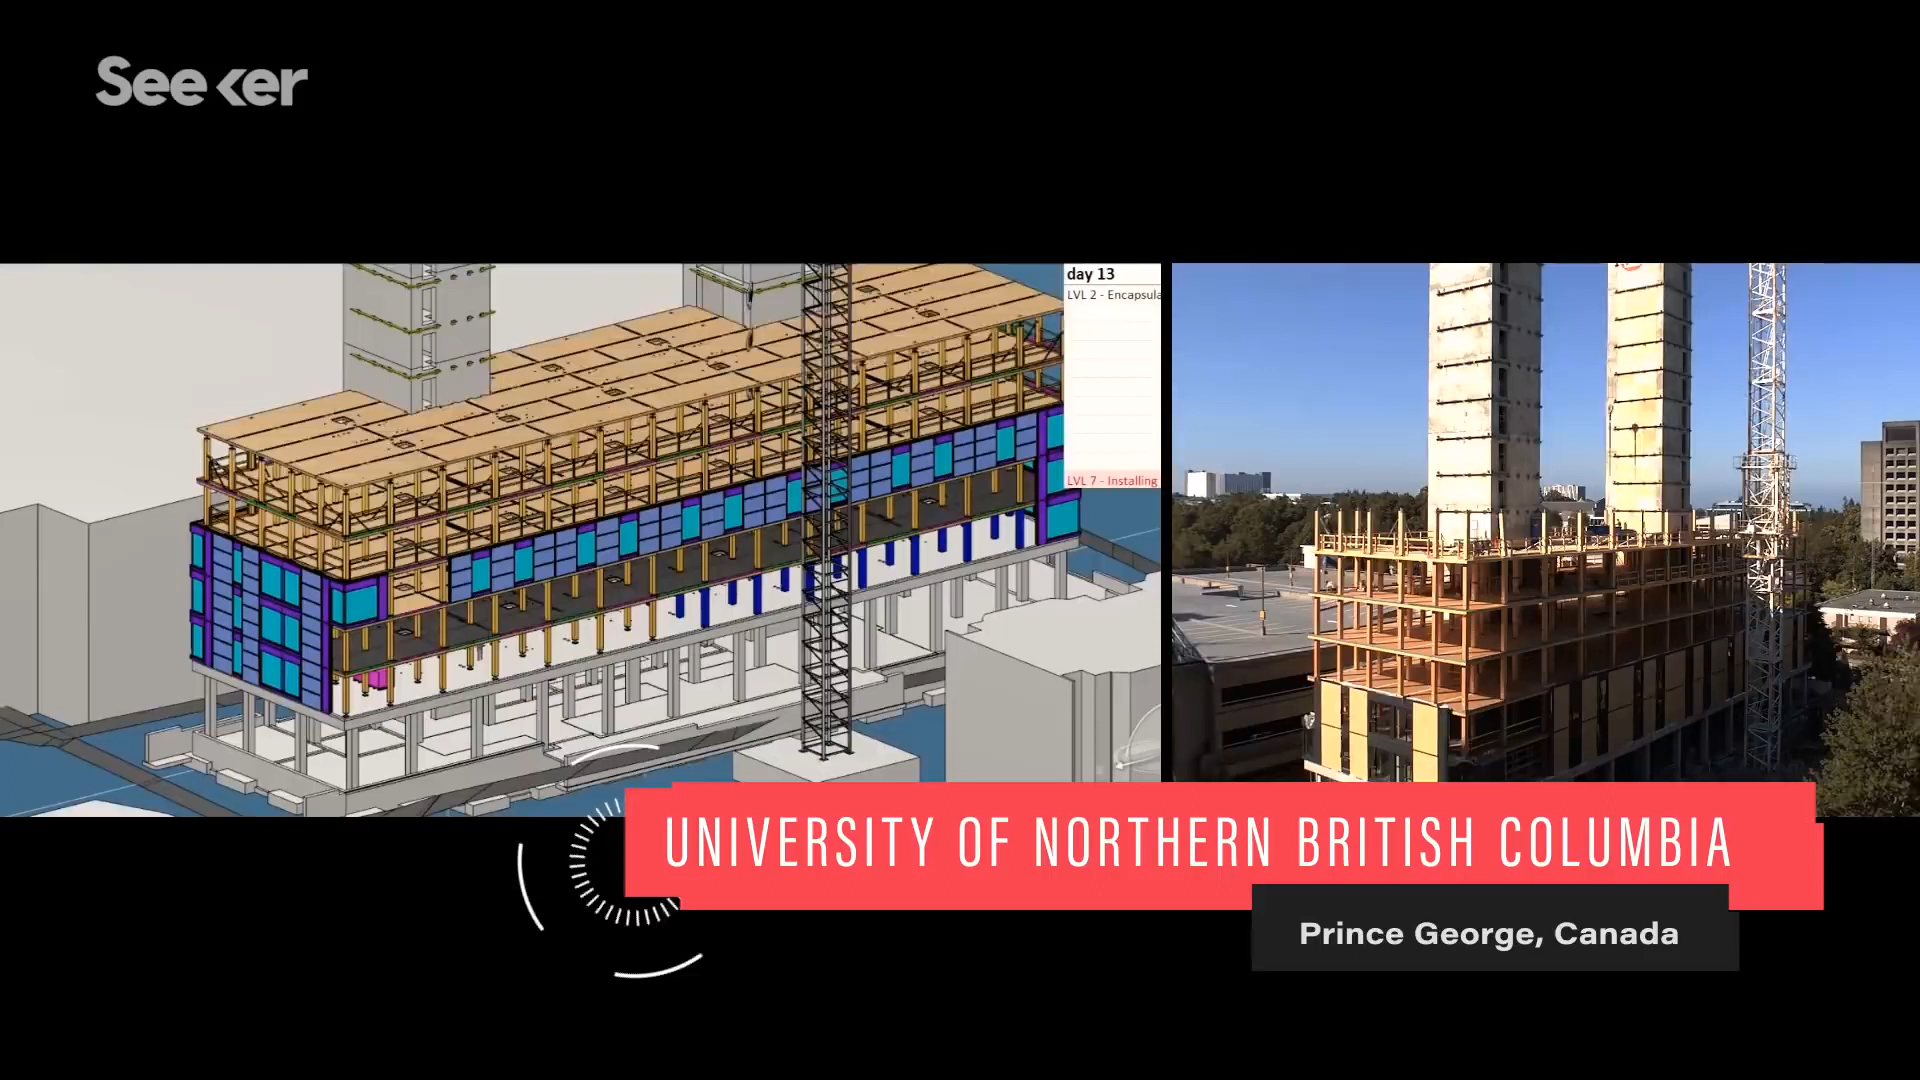 Seeker
day 13
LVL 2 - Encapsula
LVL 7 - Installing
UNIVERSITY OF NORTHERN BRITISH COLUMBIA
Prince George, Canada